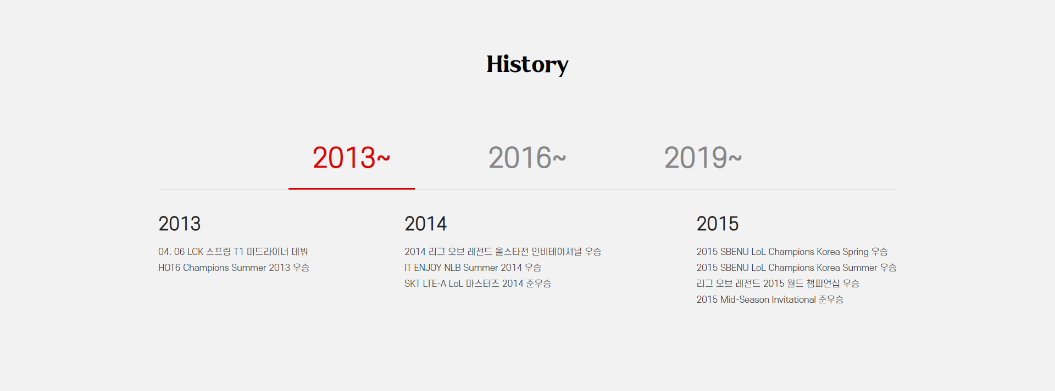 History
2013~
2016~
2019~
2013
04. 06 LCK 스프링 T1 미드라이너 데뷔
HOT6 Champions Summer 2013 우승
2014
2014 리그 오브 레전드 올스타전 인비테이셔널 우승
IT ENJOY NLB Summer 2014 우승
SKT LTE-A LoL 마스터즈 2014 준우승
2015
2015 SBENU LoL Champions Korea Spring 우승
2015 SBENU LoL Champions Korea Summer 우승
리그 오브 레전드 2015 월드 챔피언십 우승
2015 Mid-Season Invitational 준우승